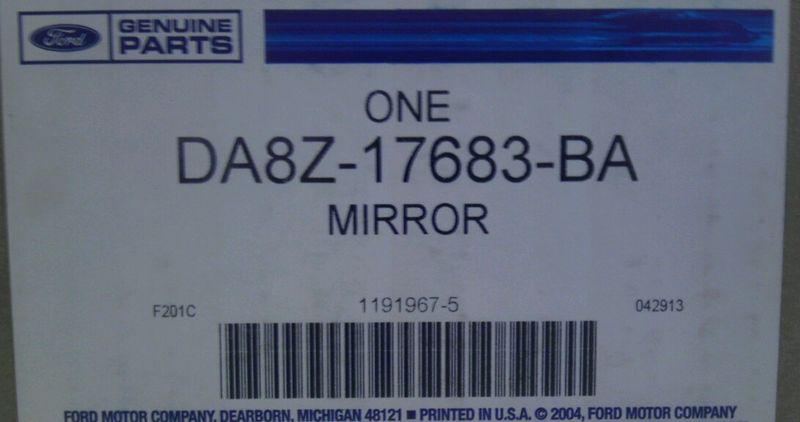 Ford
GENUINE
PARTS
ONE
DA8Z-17683-BA
MIRROR
F201C
1191967-5
042913
FORD MOTOR COMPANY, DEARBORN, MICHIGAN 48121 ■ PRINTED IN U.S.A. © 2004, FORD MOTOR COMPANY